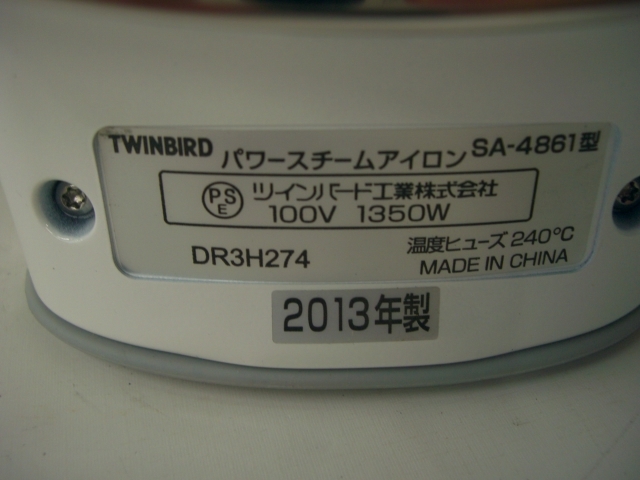 TWINBIRD パワースチームアイロン SA-4861型
PS
E
ツインバード工業株式会社
100V 1350W
DR3H274
温度ヒューズ 240℃
MADE IN CHINA
2013年製